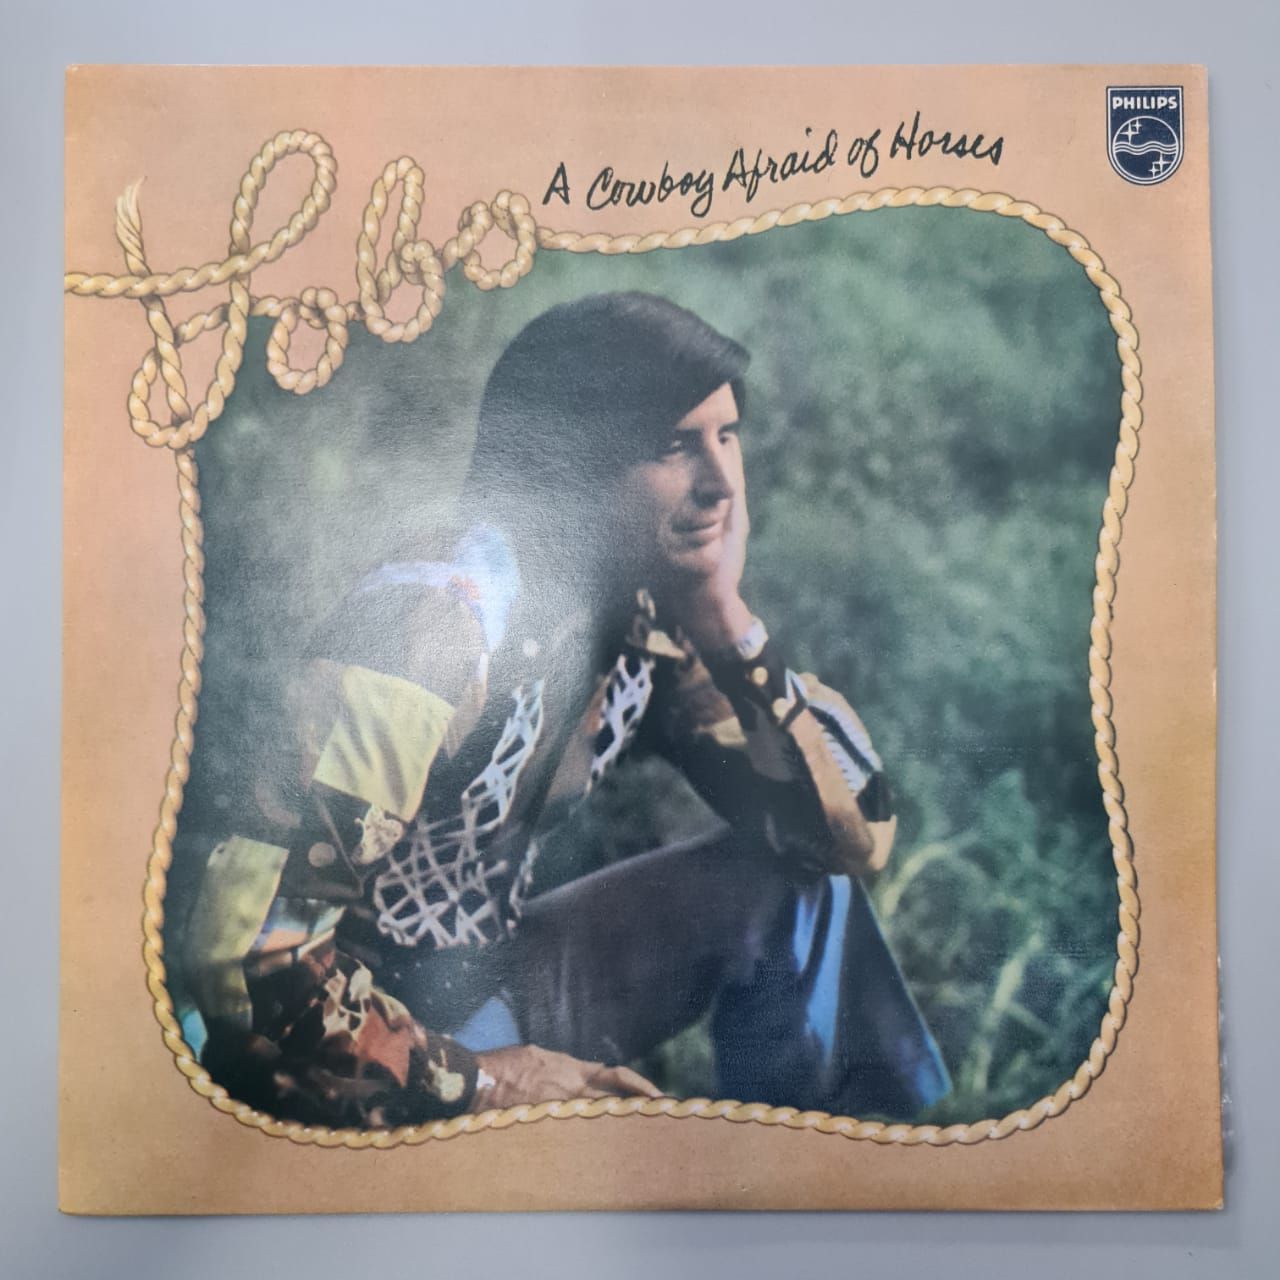 Lobo
A Cowboy Afraid of Horses
PHILIPS